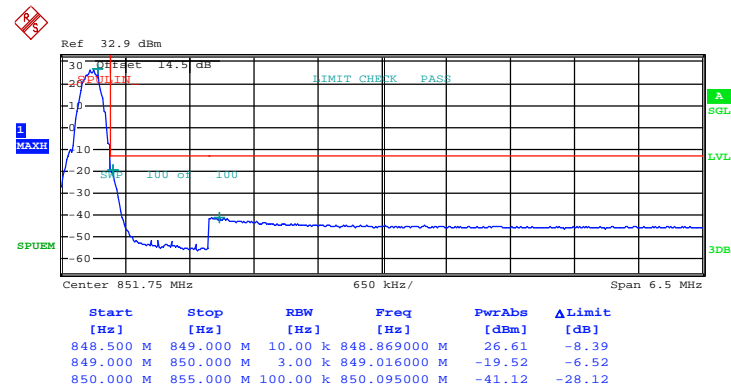 R S
Ref 32.9 dBm
30 Offset 14.5 dB
SPULIN LIMIT CHECK PASS
20
10 A
SGL
0
1
MAXH
-10
LVL
-20 SWP 100 of 100
-30
-40
-50
SPUEM
3DB
-60
Center 851.75 MHz 650 kHz/ Span 6.5 MHz
Start Stop RBW Freq PwrAbs ΔLimit
[Hz] [Hz] [Hz] [Hz] [dBm] [dB]
848.500 M 849.000 M 10.00 k 848.869000 M 26.61 -8.39
849.000 M 850.000 M 3.00 k 849.016000 M -19.52 -6.52
850.000 M 855.000 M 100.00 k 850.095000 M -41.12 -28.12